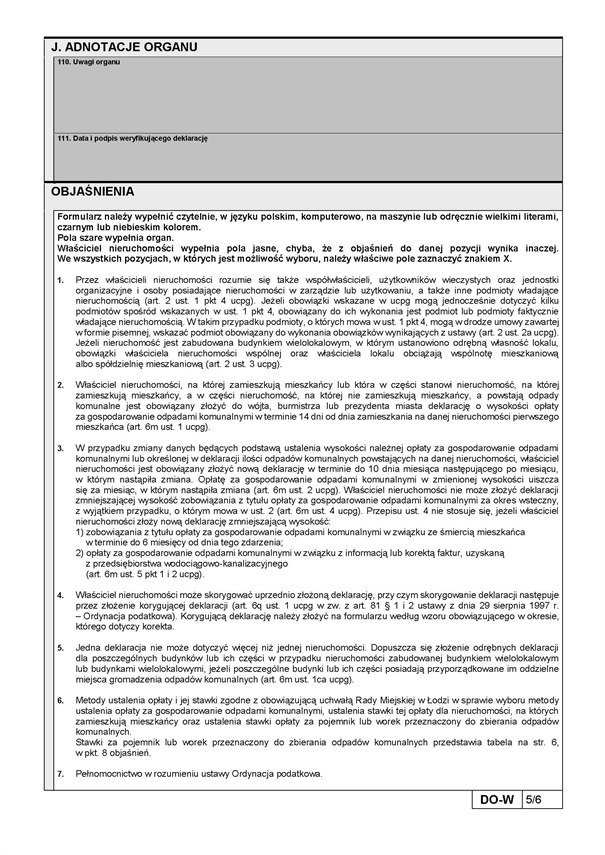 J. ADNOTACJE ORGANU
110. Uwagi organu
111. Data i podpis weryfikującego deklarację
OBJAŚNIENIA
Formularz należy wypełnić czytelnie, w języku polskim, komputerowo, na maszynie lub odręcznie wielkimi literami,
czarnym lub niebieskim kolorem.
Pola szare wypełnia organ.
Właściciel nieruchomości wypełnia pola jasne, chyba, że z objaśnień do danej pozycji wynika inaczej.
We wszystkich pozycjach, w których jest możliwość wyboru, należy właściwe pole zaznaczyć znakiem X.
1. Przez właścicieli nieruchomości rozumie się także współwłaścicieli, użytkowników wieczystych oraz jednostki
organizacyjne i osoby posiadające nieruchomości w zarządzie lub użytkowaniu, a także inne podmioty władające
nieruchomością (art. 2 ust. 1 pkt 4 ucpg). Jeżeli obowiązki wskazane w ucpg mogą jednocześnie dotyczyć kilku
podmiotów spośród wskazanych w ust. 1 pkt 4, obowiązany do ich wykonania jest podmiot lub podmioty faktycznie
władające nieruchomością. W takim przypadku podmioty, o których mowa w ust. 1 pkt 4, mogą w drodze umowy zawartej
w formie pisemnej, wskazać podmiot obowiązany do wykonania obowiązków wynikających z ustawy (art. 2 ust. 2a ucpg).
Jeżeli nieruchomość jest zabudowana budynkiem wielolokalowym, w którym ustanowiono odrębną własność lokalu,
obowiązki właściciela nieruchomości wspólnej oraz właściciela lokalu obciążają wspólnotę mieszkaniową
albo spółdzielnię mieszkaniową (art. 2 ust. 3 ucpg).
2. Właściciel nieruchomości, na której zamieszkują mieszkańcy lub która w części stanowi nieruchomość, na której
zamieszkują mieszkańcy, a w części nieruchomość, na której nie zamieszkują mieszkańcy, a powstają odpady
komunalne jest obowiązany złożyć do wójta, burmistrza lub prezydenta miasta deklarację o wysokości opłaty
za gospodarowanie odpadami komunalnymi w terminie 14 dni od dnia zamieszkania na danej nieruchomości pierwszego
mieszkańca (art. 6m ust. 1 ucpg).
3. W przypadku zmiany danych będących podstawą ustalenia wysokości należnej opłaty za gospodarowanie odpadami
komunalnymi lub określonej w deklaracji ilości odpadów komunalnych powstających na danej nieruchomości, właściciel
nieruchomości jest obowiązany złożyć nową deklarację w terminie do 10 dnia miesiąca następującego po miesiącu,
w którym nastąpiła zmiana. Opłatę za gospodarowanie odpadami komunalnymi w zmienionej wysokości uiszcza
się za miesiąc, w którym nastąpiła zmiana (art. 6m ust. 2 ucpg). Właściciel nieruchomości nie może złożyć deklaracji
zmniejszającej wysokość zobowiązania z tytułu opłaty za gospodarowanie odpadami komunalnymi za okres wsteczny,
z wyjątkiem przypadku, o którym mowa w ust. 2 (art. 6m ust. 4 ucpg). Przepisu ust. 4 nie stosuje się, jeżeli właściciel
nieruchomości złoży nową deklarację zmniejszającą wysokość:
1) zobowiązania z tytułu opłaty za gospodarowanie odpadami komunalnymi w związku ze śmiercią mieszkańca
w terminie do 6 miesięcy od dnia tego zdarzenia;
2) opłaty za gospodarowanie odpadami komunalnymi w związku z informacją lub korektą faktur, uzyskaną
z przedsiębiorstwa wodociągowo-kanalizacyjnego
(art. 6m ust. 5 pkt 1 i 2 ucpg).
4. Właściciel nieruchomości może skorygować uprzednio złożoną deklarację, przy czym skorygowanie deklaracji następuje
przez złożenie korygującej deklaracji (art. 6q ust. 1 ucpg w zw. z art. 81 § 1 i 2 ustawy z dnia 29 sierpnia 1997 r.
– Ordynacja podatkowa). Korygującą deklarację należy złożyć na formularzu według wzoru obowiązującego w okresie,
którego dotyczy korekta.
5. Jedna deklaracja nie może dotyczyć więcej niż jednej nieruchomości. Dopuszcza się złożenie odrębnych deklaracji
dla poszczególnych budynków lub ich części w przypadku nieruchomości zabudowanej budynkiem wielolokalowym
lub budynkami wielolokalowymi, jeżeli poszczególne budynki lub ich części posiadają przyporządkowane im oddzielne
miejsca gromadzenia odpadów komunalnych (art. 6m ust. 1ca ucpg).
6. Metody ustalenia opłaty i jej stawki zgodne z obowiązującą uchwałą Rady Miejskiej w Łodzi w sprawie wyboru metody
ustalenia opłaty za gospodarowanie odpadami komunalnymi, ustalenia stawki tej opłaty dla nieruchomości, na których
zamieszkują mieszkańcy oraz ustalenia stawki opłaty za pojemnik lub worek przeznaczony do zbierania odpadów
komunalnych.
Stawki za pojemnik lub worek przeznaczony do zbierania odpadów komunalnych przedstawia tabela na str. 6,
w pkt. 8 objaśnień.
7. Pełnomocnictwo w rozumieniu ustawy Ordynacja podatkowa.
DO-W 5/6